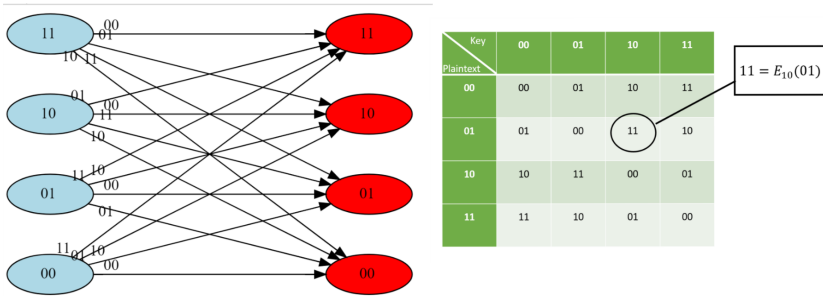 11 00 01 10 11 11
10 01 00 11 10 10
01 11 10 00 01 01
00 11 01 10 00 00
Key 00 01 10 11
Plaintext
00 00 01 10 11
01 01 00 11 10
10 10 11 00 01
11 11 10 01 00
11 = E₁₀(01)